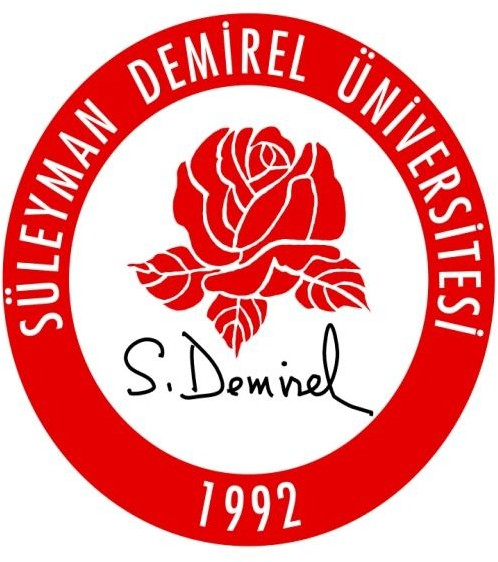 SÜLEYMAN DEMİREL ÜNİVERSİTESİ
S. Demirel
1992